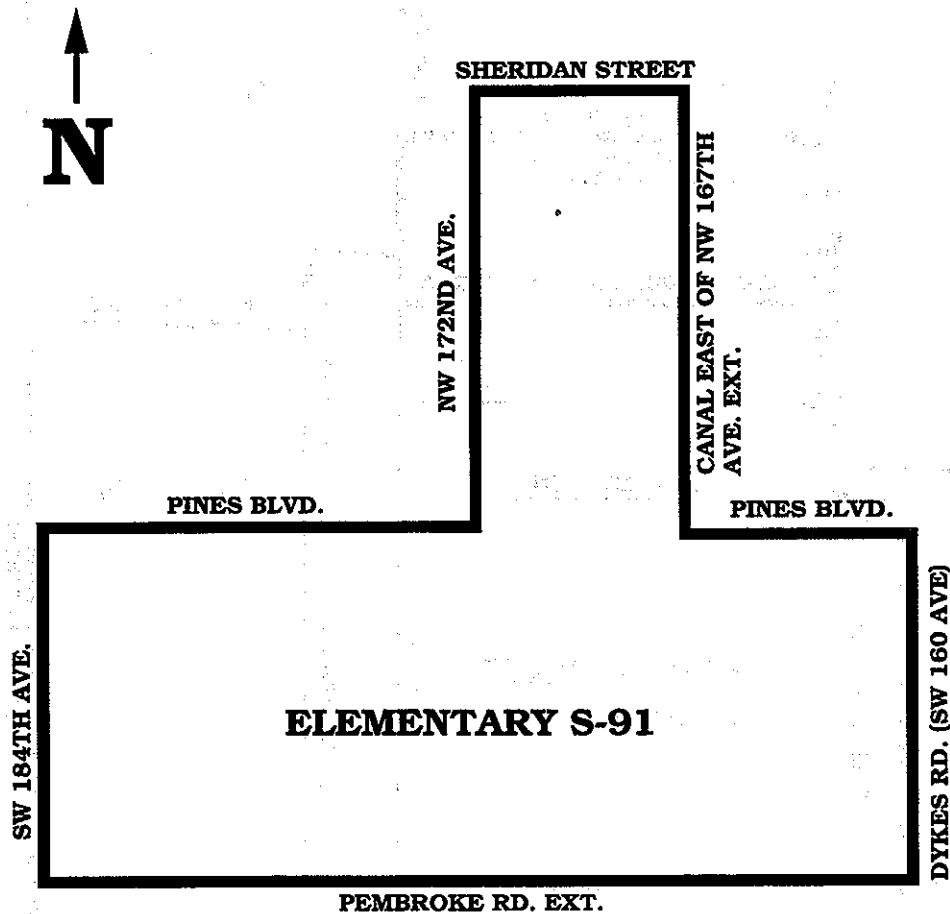 SHERIDAN STREET
N
NW 172ND AVE.
CANAL EAST OF NW 167TH
AVE. EXT.
PINES BLVD.
PINES BLVD.
SW 184TH AVE.
ELEMENTARY S-91
DYKES RD. (SW 160 AVE)
PEMBROKE RD. EXT.